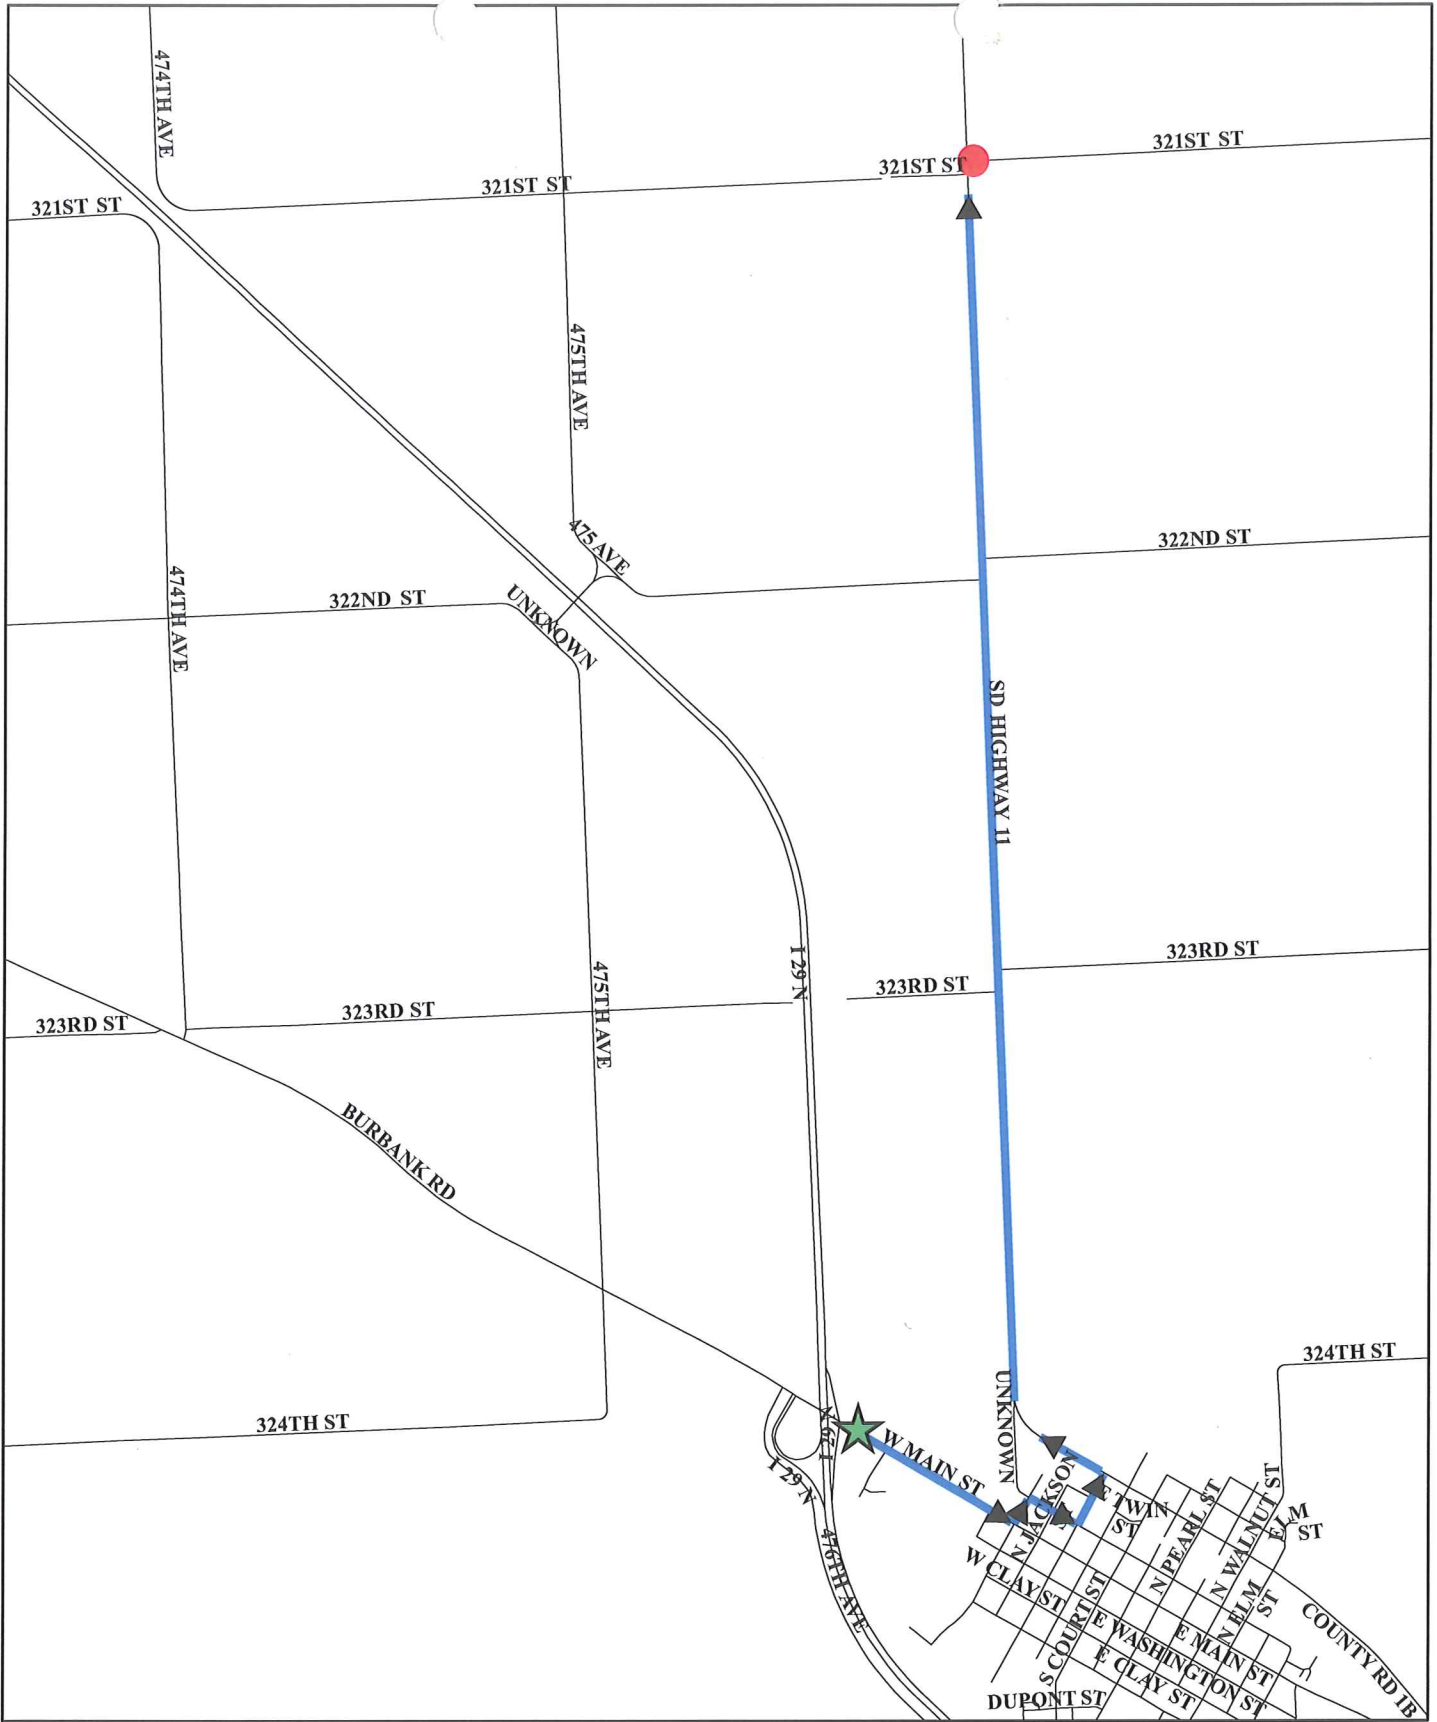 474TH AVE
321ST ST
321ST ST
321ST ST
321ST ST
475TH AVE
475 AVE
322ND ST
474TH AVE
322ND ST
UNKNOWN
SD HIGHWAY 11
I 29 N
323RD ST
323RD ST
323RD ST
323RD ST
475TH AVE
BURBANK RD
324TH ST
324TH ST
UNKNOWN
I 29 N
W MAIN ST
I 29 N
476TH AVE
N JACKSON
E TWIN
ST
N PEARL ST
N WALNUT ST
ELM
ST
N ELM
ST
W CLAY ST
S COURT ST
E WASHINGTON ST
E MAIN ST
E CLAY ST
COUNTY RD 1B
DUPONT ST